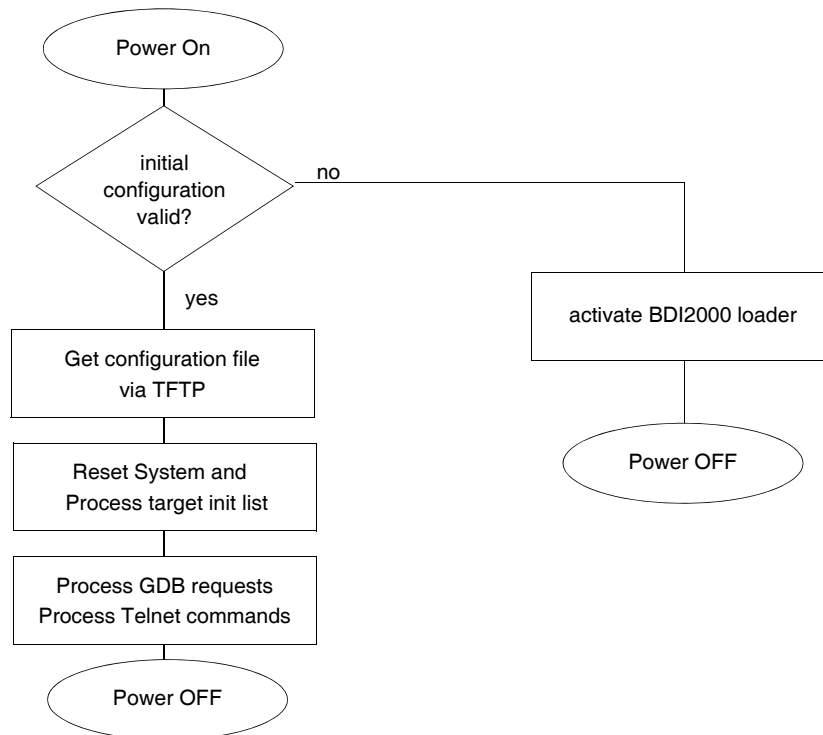 Power On
initial
configuration
valid?
no
yes
activate BDI2000 loader
Get configuration file
via TFTP
Power OFF
Reset System and
Process target init list
Process GDB requests
Process Telnet commands
Power OFF